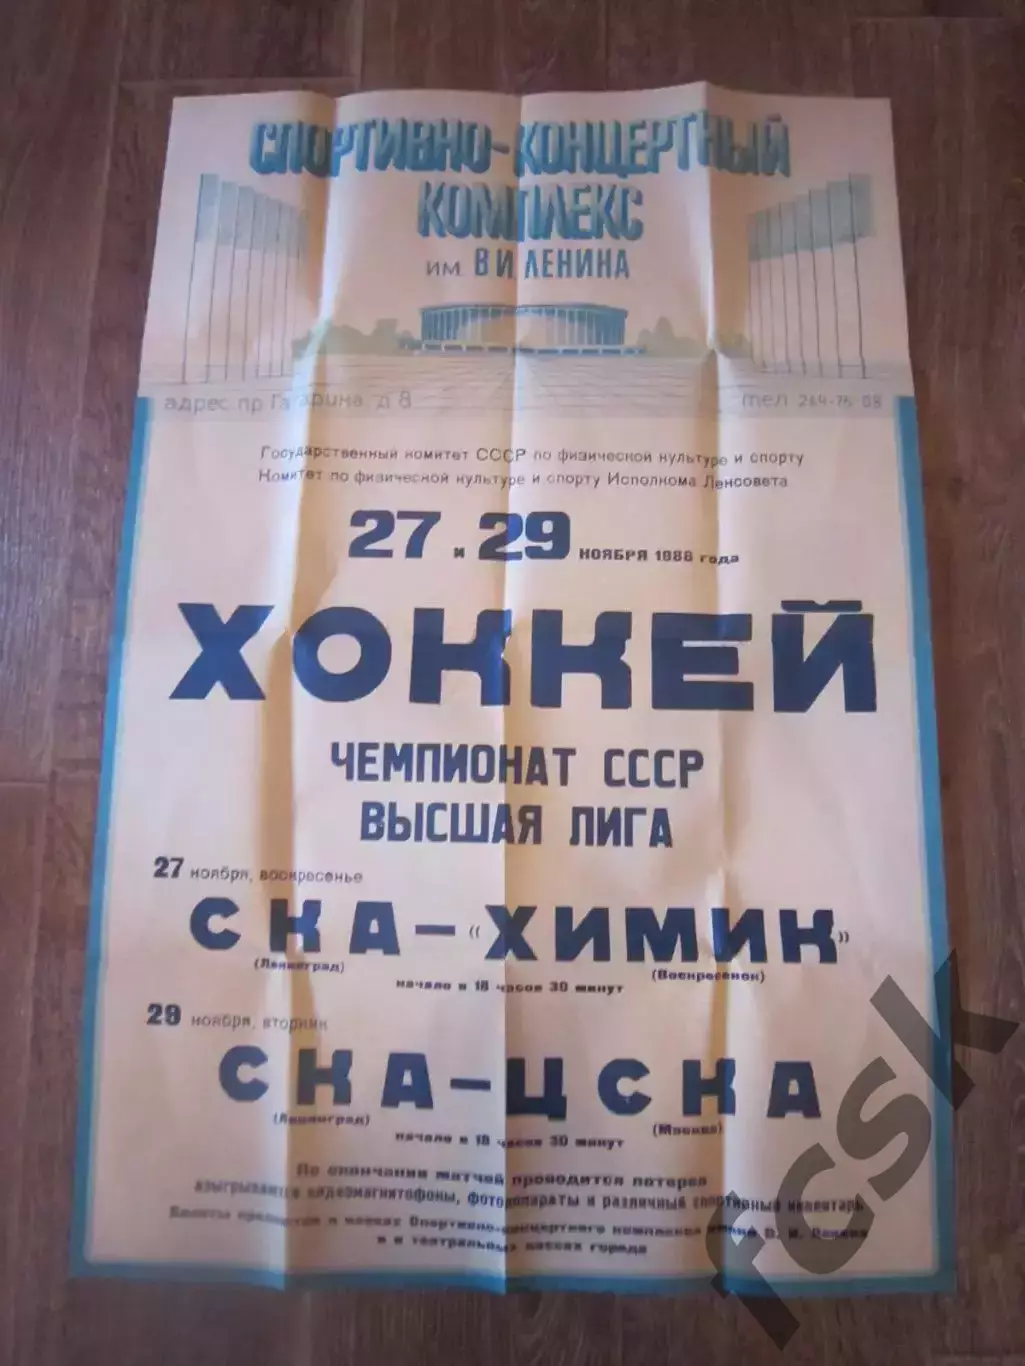 СПОРТИВНО-КОНЦЕРТНЫЙ
КОМПЛЕКС
им. В И ЛЕНИНА
адрес пр Гагарина д 8
тел 264-75 08
Государственный комитет СССР по физической культуре и спорту
Комитет по физической культуре и спорту Исполкома Ленсовета
27 и 29 НОЯБРЯ 1988 года
ХОККЕЙ
ЧЕМПИОНАТ СССР
ВЫСШАЯ ЛИГА
27 ноября, воскресенье
СКА – «ХИМИК»
(Ленинград)
(Воскресенск)
начало в 18 часов 30 минут
29 ноября, вторник
СКА – ЦСКА
(Ленинград)
(Москва)
начало в 18 часов 30 минут
По окончании матчей проводится лотерея
азыгрываются видеомагнитофоны, фотоаппараты и различный спортивный инвентарь
Билеты продаются в кассах Спортивно-концертного комплекса имени В. И. Ленина
и в театральных кассах города
fcsk